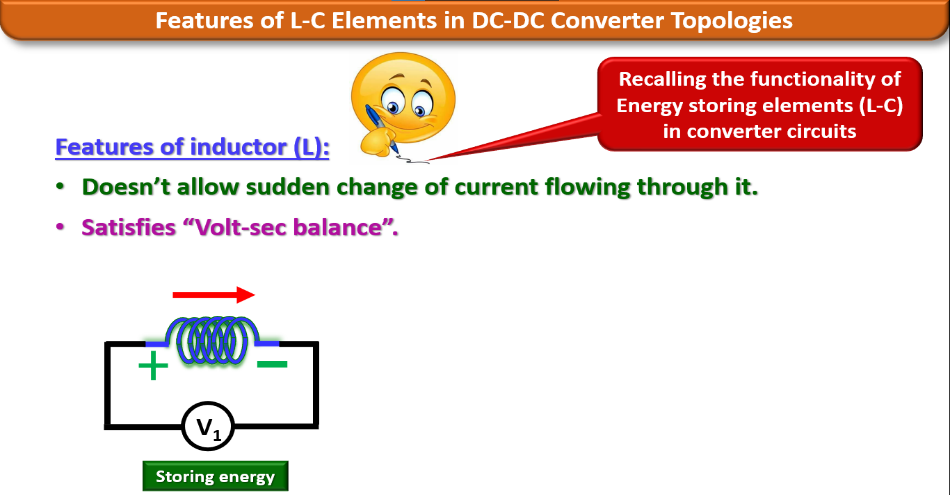 Features of L-C Elements in DC-DC Converter Topologies
Recalling the functionality of
Energy storing elements (L-C)
in converter circuits
Features of inductor (L):
• Doesn’t allow sudden change of current flowing through it.
• Satisfies “Volt-sec balance”.
+ −
V₁
Storing energy